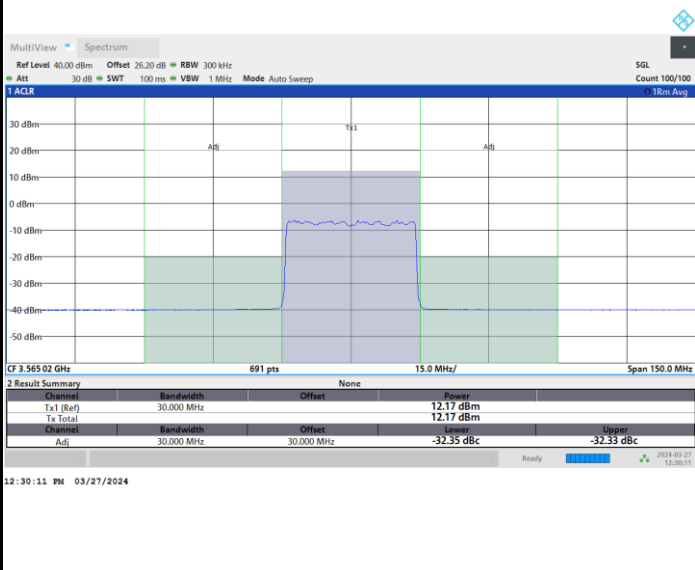 MultiView Spectrum
Ref Level 40.00 dBm Offset 26.20 dB RBW 300 kHz SGL
Att 30 dB SWT 100 ms VBW 1 MHz Mode Auto Sweep Count 100/100
1 ACLR 1Rm Avg
30 dBm
Tx1
20 dBm
Adj Adj
10 dBm
0 dBm
-10 dBm
-20 dBm
-30 dBm
-40 dBm
-50 dBm
CF 3.565 02 GHz 691 pts 15.0 MHz/ Span 150.0 MHz
2 Result Summary None
Channel Bandwidth Offset Power
Tx1 (Ref) 30.000 MHz 12.17 dBm
Tx Total 12.17 dBm
Channel Bandwidth Offset Lower Upper
Adj 30.000 MHz 30.000 MHz -32.35 dBc -32.33 dBc
Ready 2024-03-27
12:30:11
12:30:11 PM 03/27/2024